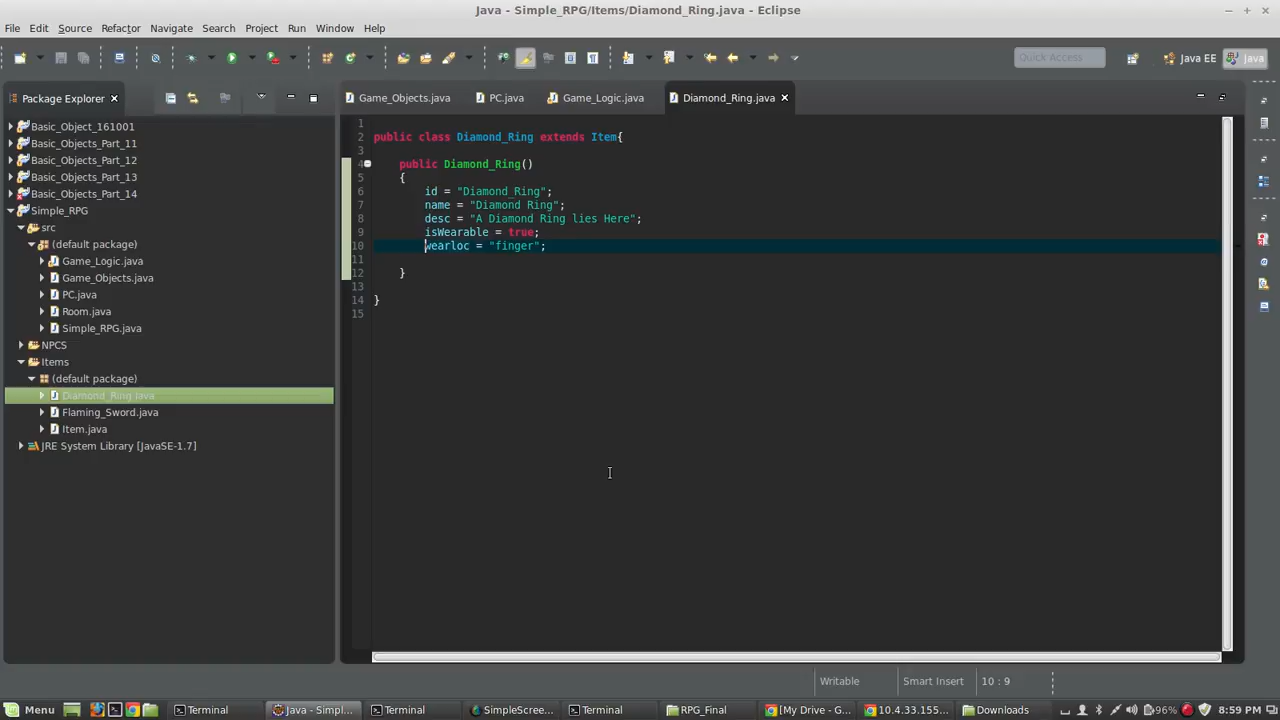 Java - Simple_RPG/Items/Diamond_Ring.java - Eclipse
File Edit Source Refactor Navigate Search Project Run Window Help
Quick Access
Java EE
Java
Package Explorer
Game_Objects.java
PC.java
Game_Logic.java
Diamond_Ring.java
Basic_Object_161001
Basic_Objects_Part_11
Basic_Objects_Part_12
Basic_Objects_Part_13
Basic_Objects_Part_14
Simple_RPG
src
(default package)
Game_Logic.java
Game_Objects.java
PC.java
Room.java
Simple_RPG.java
NPCS
Items
(default package)
Diamond_Ring.java
Flaming_Sword.java
Item.java
JRE System Library [JavaSE-1.7]
1
2 public class Diamond_Ring extends Item{
3
4 public Diamond_Ring()
5 {
6 id = "Diamond_Ring";
7 name = "Diamond Ring";
8 desc = "A Diamond Ring lies Here";
9 isWearable = true;
10 wearloc = "finger";
11
12 }
13
14 }
15
Writable
Smart Insert
10 : 9
Menu
Terminal
Java - Simpl...
Terminal
SimpleScree...
Terminal
RPG_Final
[My Drive - G...
10.4.33.155...
Downloads
96%
8:59 PM